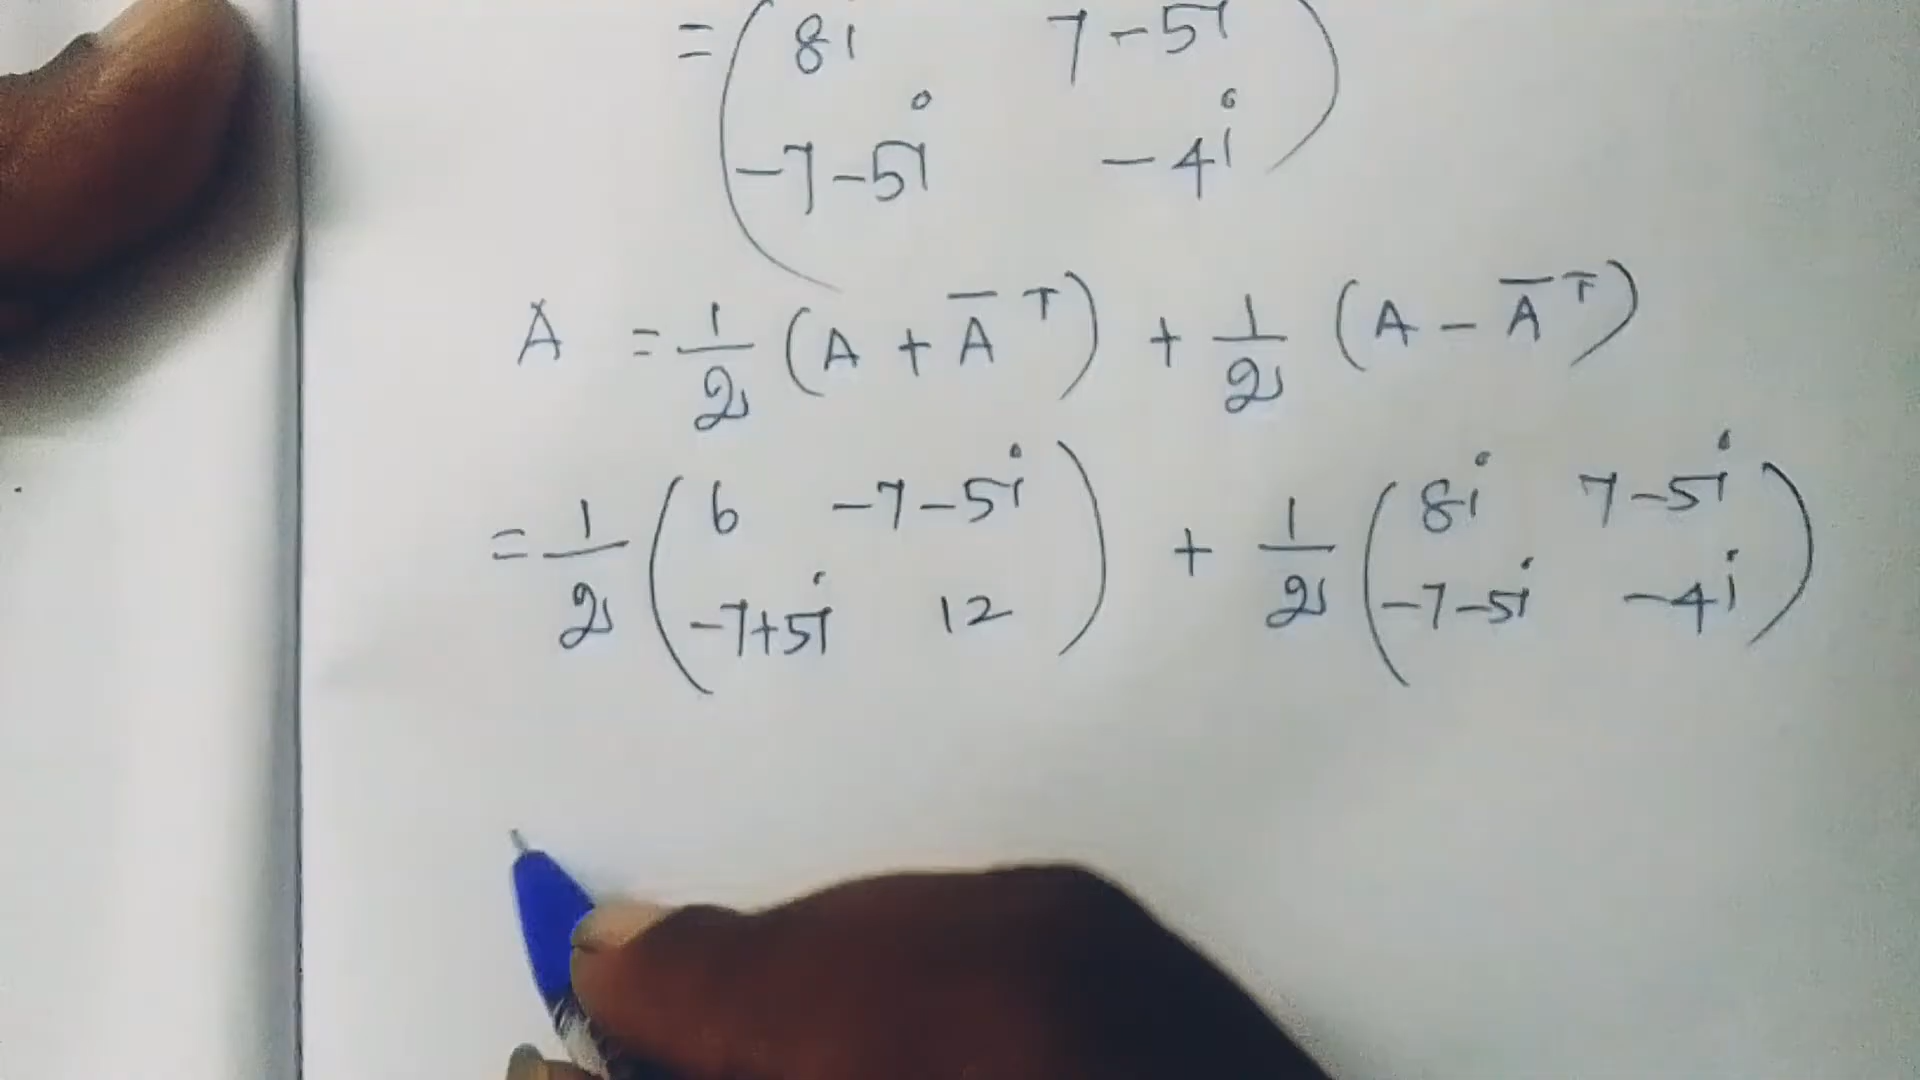 = ( 8i 7-5i
-7-5i -4i )
A = 1/2 (A + A̅ᵀ) + 1/2 (A - A̅ᵀ)
= 1/2 ( 6 -7-5i + 1/2 ( 8i 7-5i
-7+5i 12 ) -7-5i -4i )